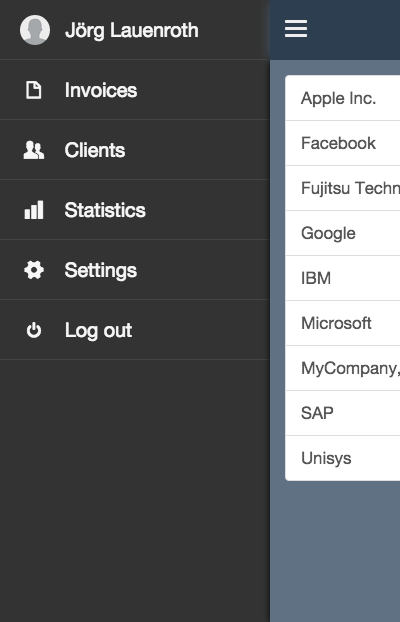 Jörg Lauenroth
Invoices
Clients
Statistics
Settings
Log out
Apple Inc.
Facebook
Fujitsu Techn
Google
IBM
Microsoft
MyCompany,
SAP
Unisys